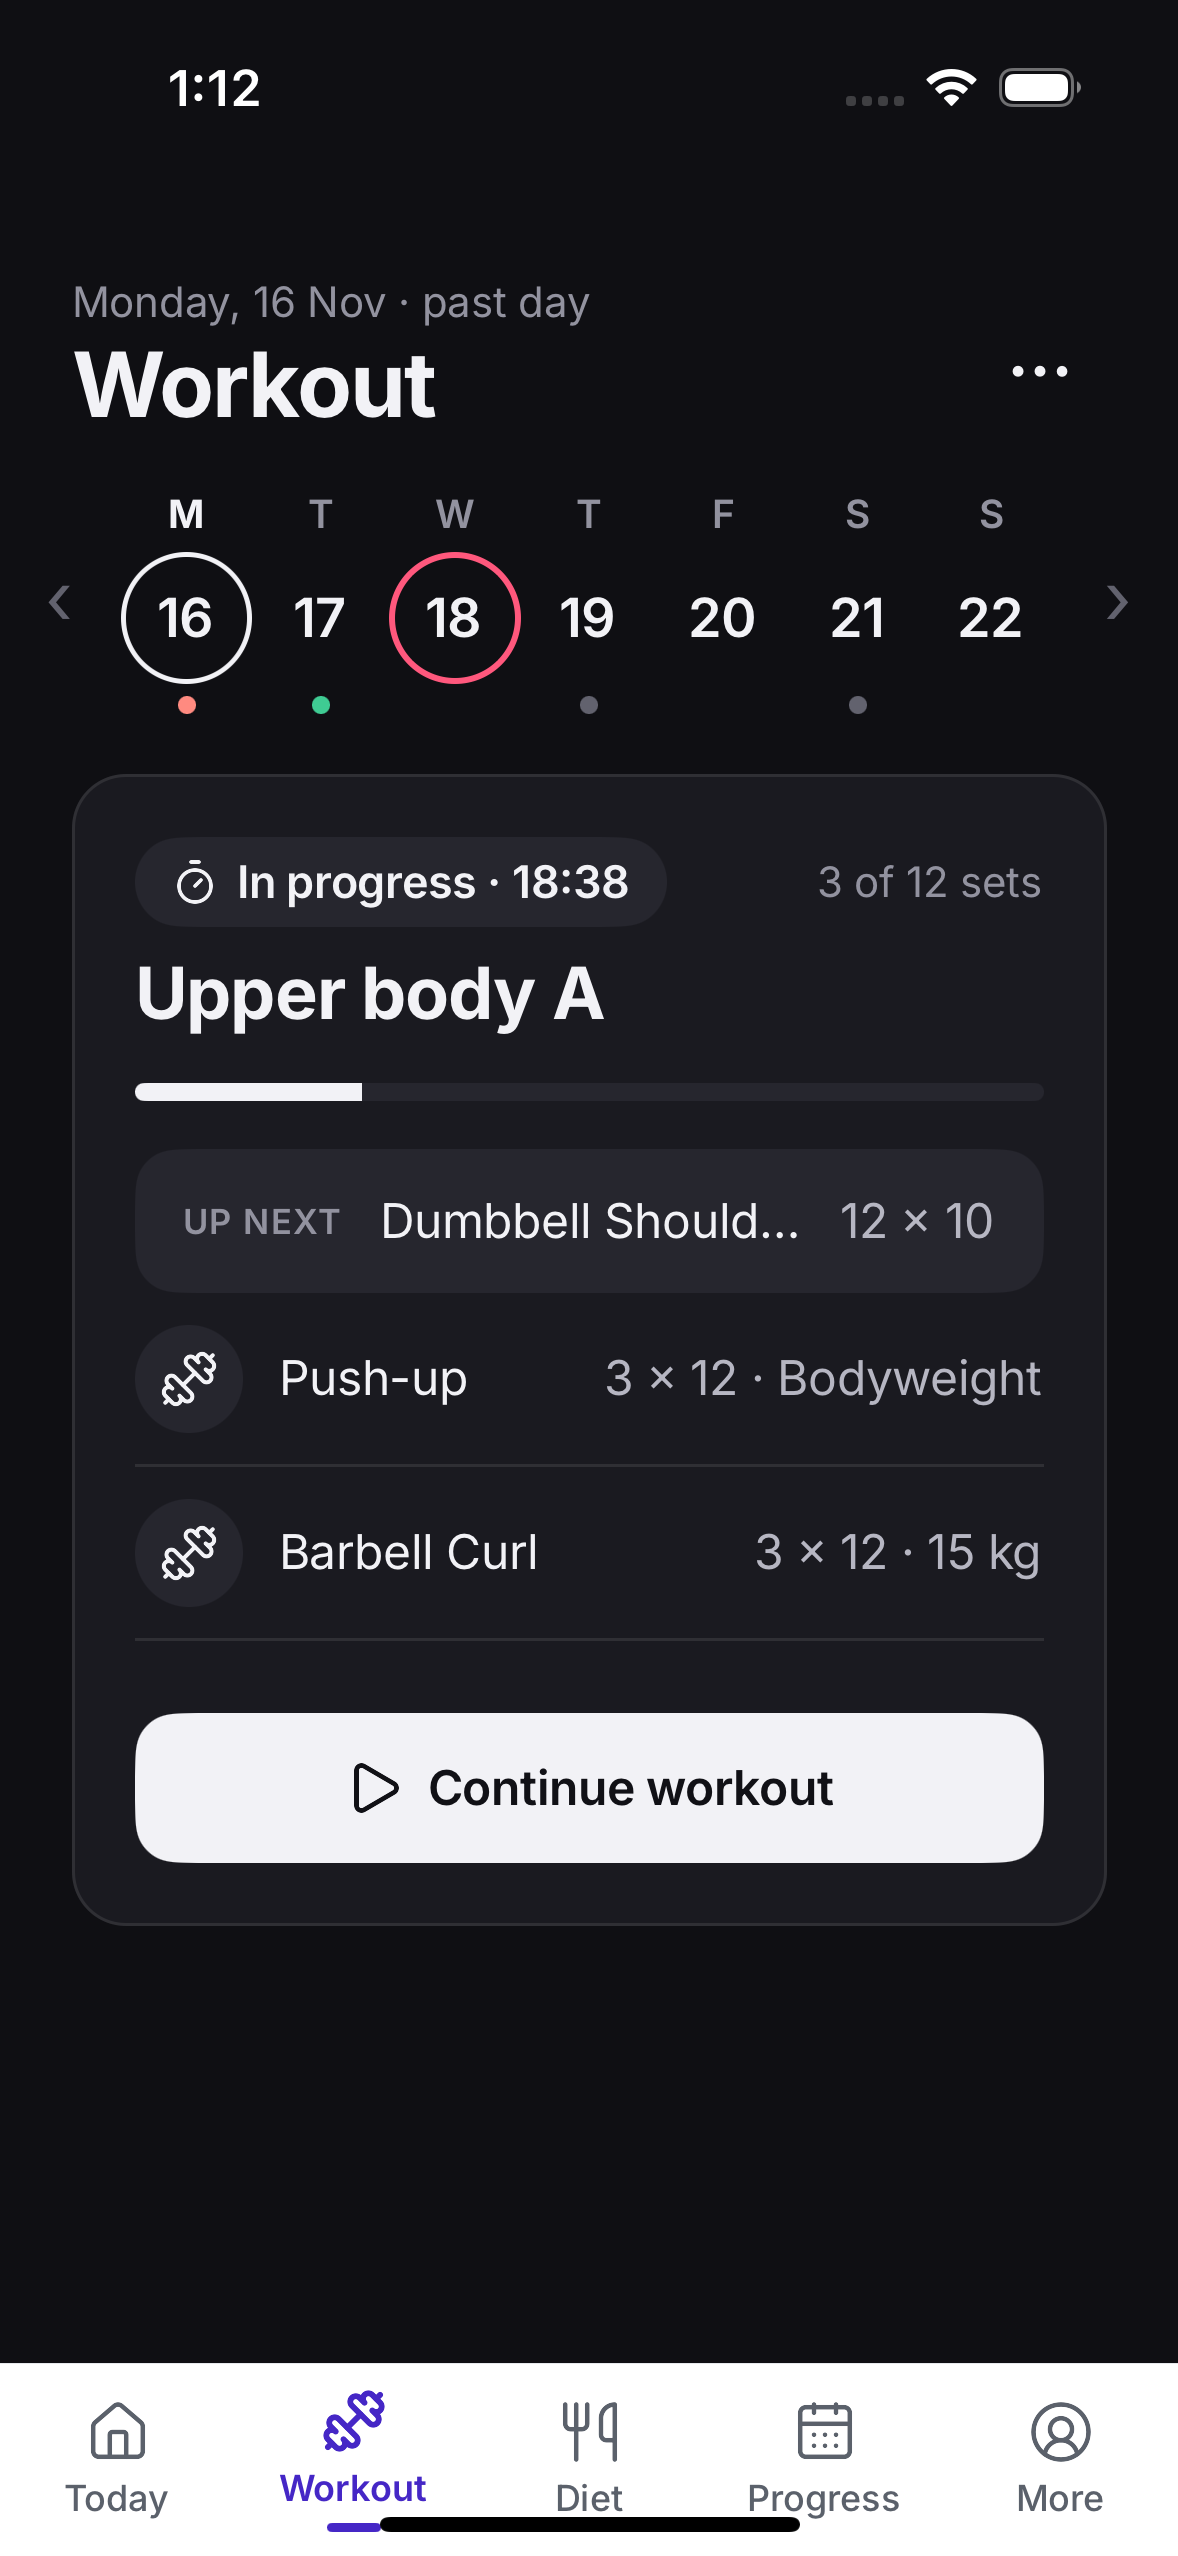 1:12
Monday, 16 Nov · past day
Workout
M T W T F S S
16 17 18 19 20 21 22
In progress · 18:38 3 of 12 sets
Upper body A
UP NEXT Dumbbell Should... 12 × 10
Push-up 3 × 12 · Bodyweight
Barbell Curl 3 × 12 · 15 kg
Continue workout
Today Workout Diet Progress More